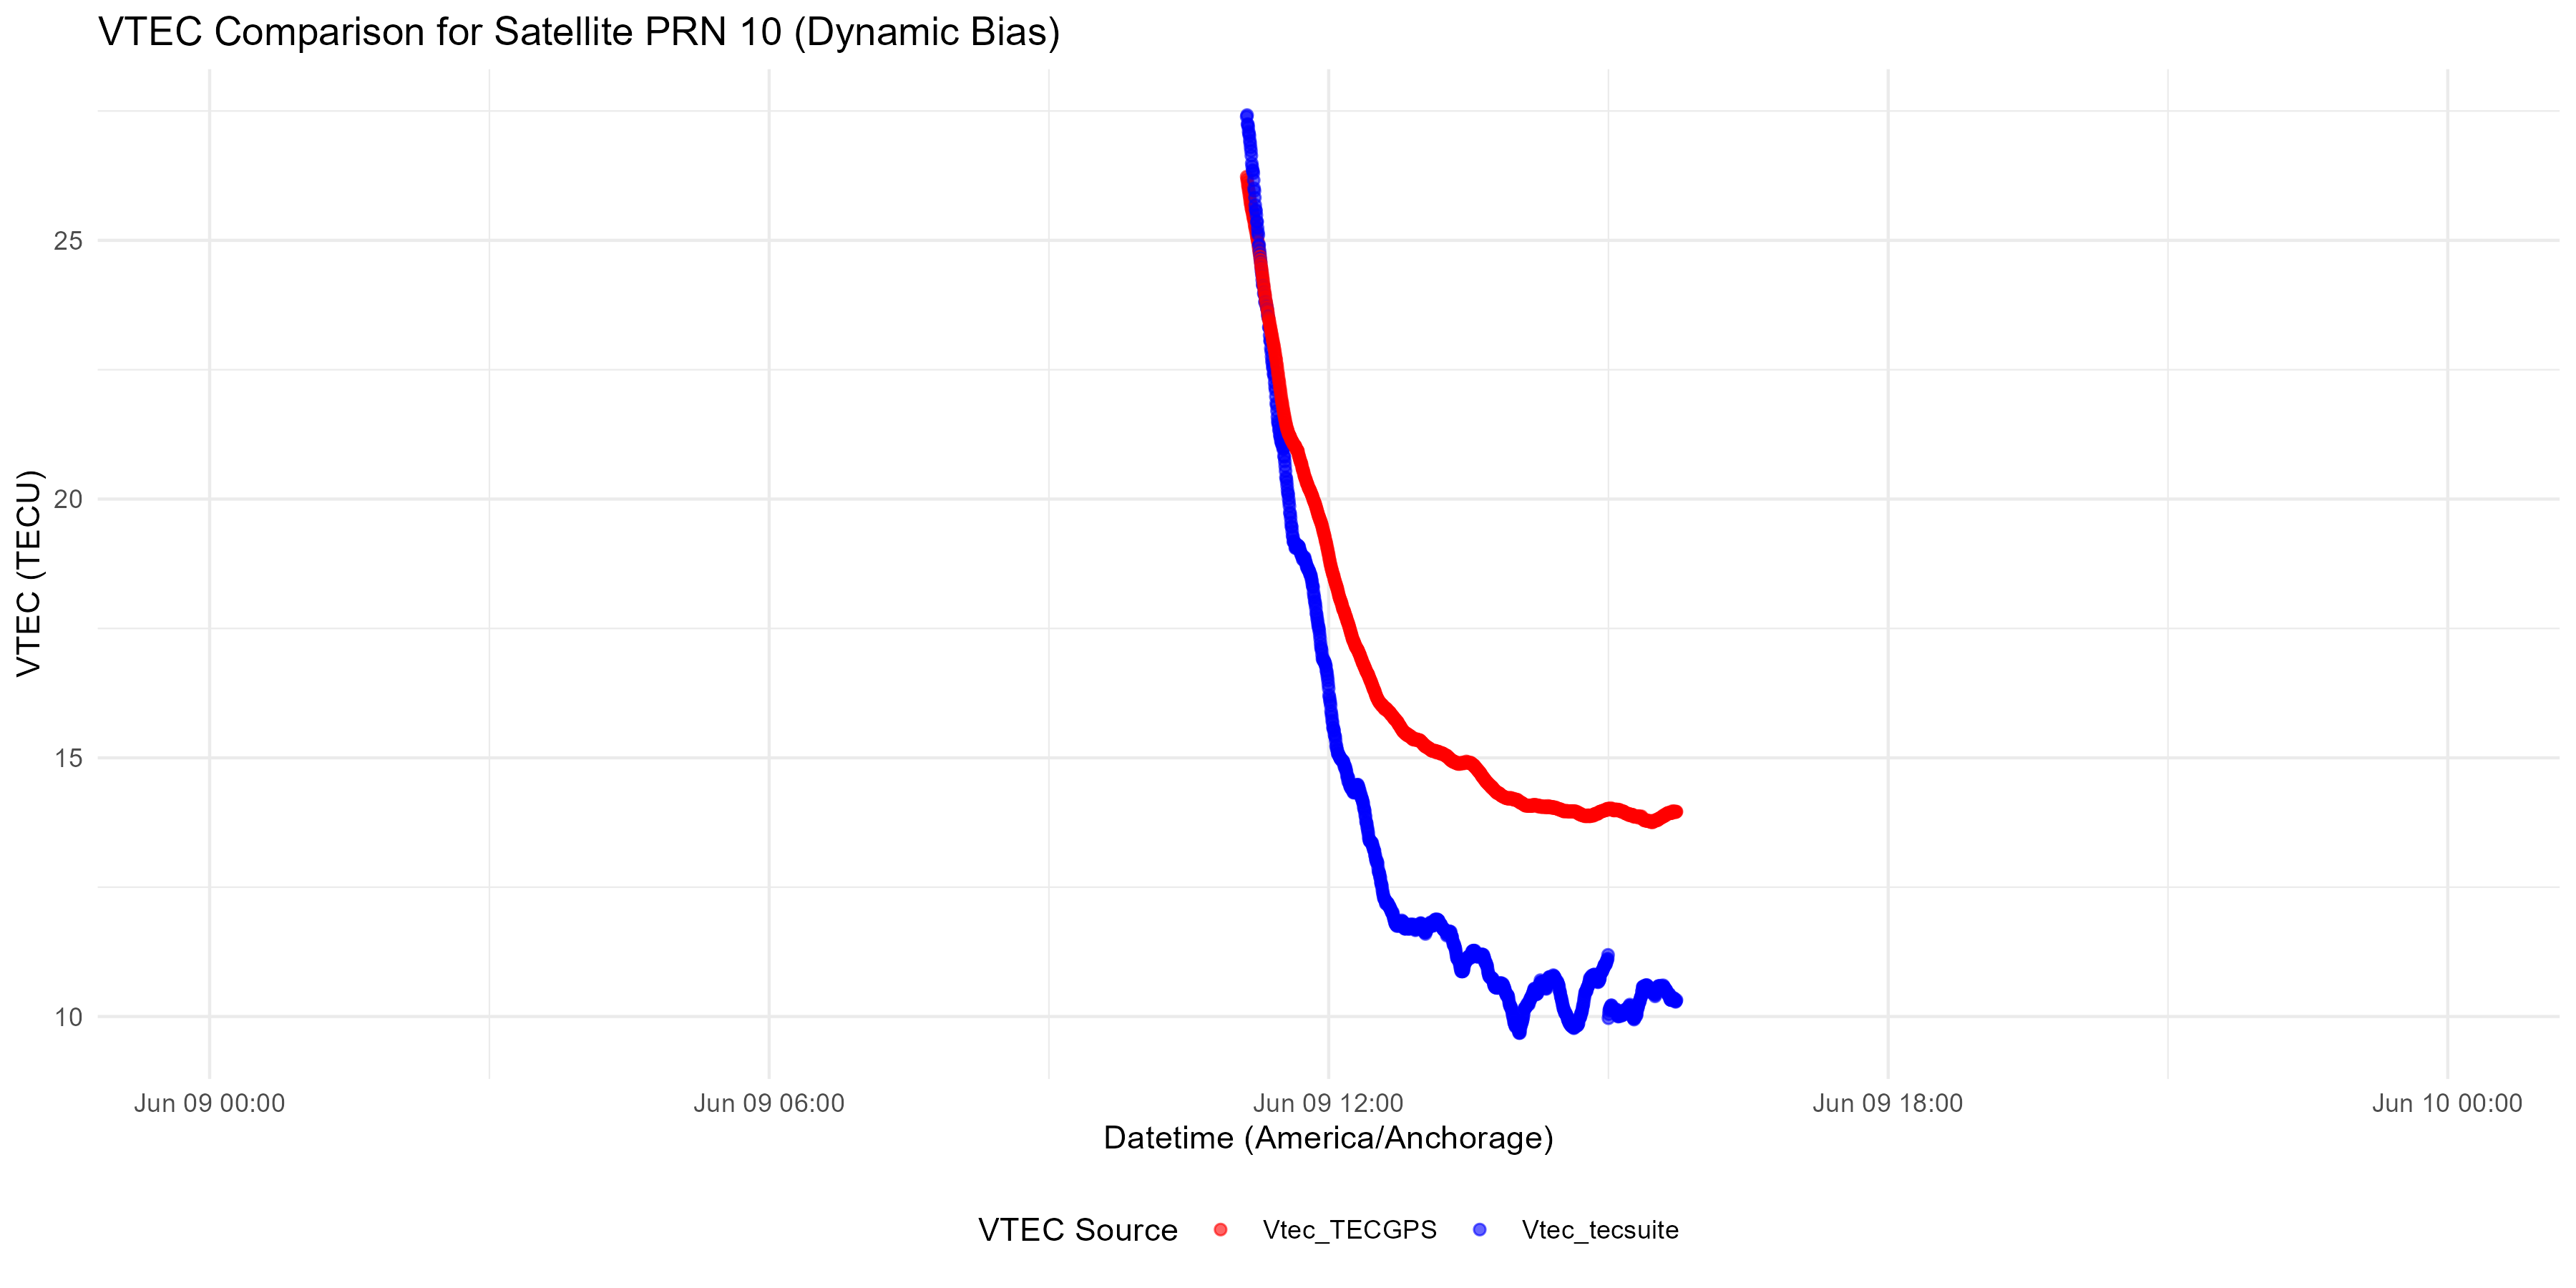 VTEC Comparison for Satellite PRN 10 (Dynamic Bias)
VTEC (TECU)
25
20
15
10
Jun 09 00:00
Jun 09 06:00
Jun 09 12:00
Jun 09 18:00
Jun 10 00:00
Datetime (America/Anchorage)
VTEC Source
Vtec_TECGPS
Vtec_tecsuite